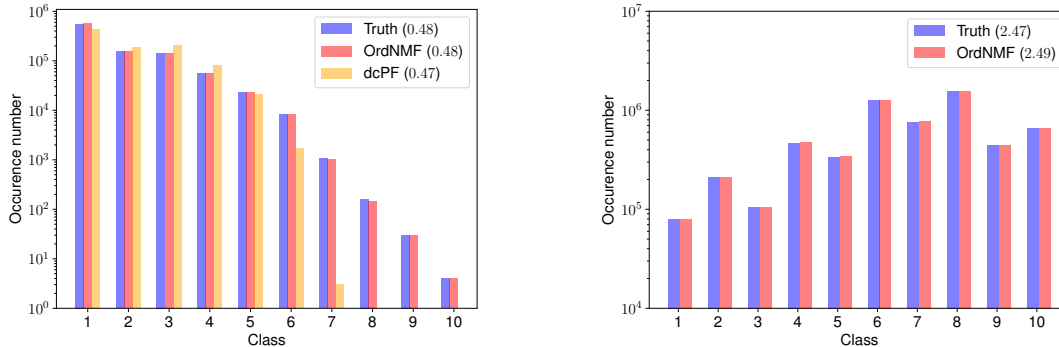 10^6
10^5
10^4
10^3
10^2
10^1
10^0
Occurence number
Truth (0.48)
OrdNMF (0.48)
dcPF (0.47)
1 2 3 4 5 6 7 8 9 10
Class
10^7
10^6
10^5
10^4
Occurence number
Truth (2.47)
OrdNMF (2.49)
1 2 3 4 5 6 7 8 9 10
Class